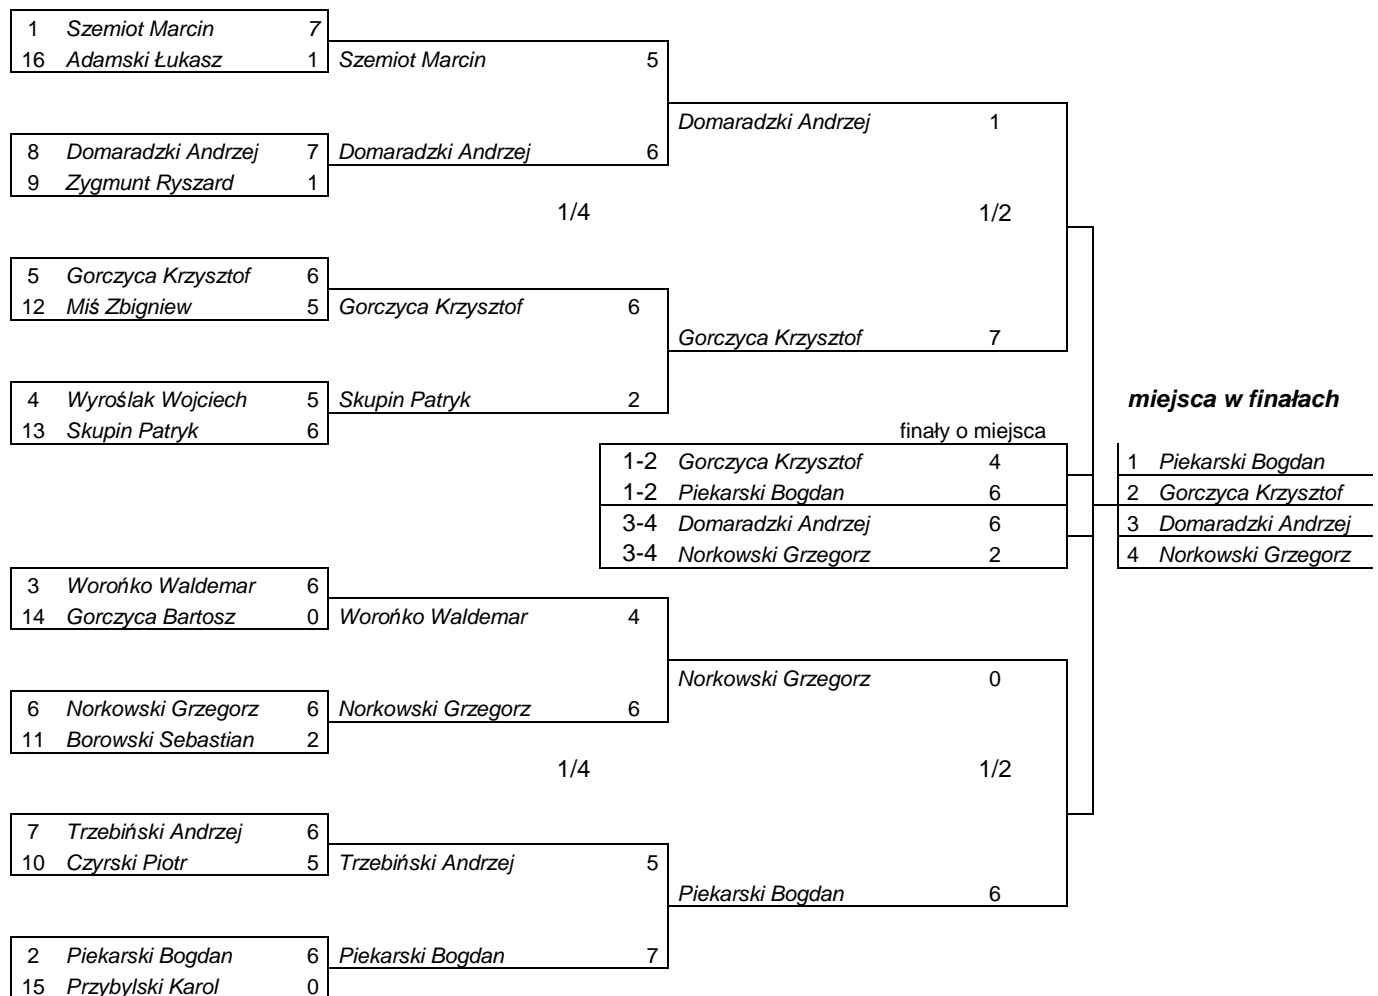 1 Szemiot Marcin 7
16 Adamski Łukasz 1 Szemiot Marcin 5
Domaradzki Andrzej 1
8 Domaradzki Andrzej 7 Domaradzki Andrzej 6
9 Zygmunt Ryszard 1
1/4 1/2
5 Gorczyca Krzysztof 6
12 Miś Zbigniew 5 Gorczyca Krzysztof 6
Gorczyca Krzysztof 7
4 Wyroślak Wojciech 5 Skupin Patryk 2 miejsca w finałach
13 Skupin Patryk 6 finały o miejsca
1-2 Gorczyca Krzysztof 4 1 Piekarski Bogdan
1-2 Piekarski Bogdan 6 2 Gorczyca Krzysztof
3-4 Domaradzki Andrzej 6 3 Domaradzki Andrzej
3-4 Norkowski Grzegorz 2 4 Norkowski Grzegorz
3 Worońko Waldemar 6
14 Gorczyca Bartosz 0 Worońko Waldemar 4
Norkowski Grzegorz 0
6 Norkowski Grzegorz 6 Norkowski Grzegorz 6
11 Borowski Sebastian 2
1/4 1/2
7 Trzebiński Andrzej 6
10 Czyrski Piotr 5 Trzebiński Andrzej 5
Piekarski Bogdan 6
2 Piekarski Bogdan 6 Piekarski Bogdan 7
15 Przybylski Karol 0